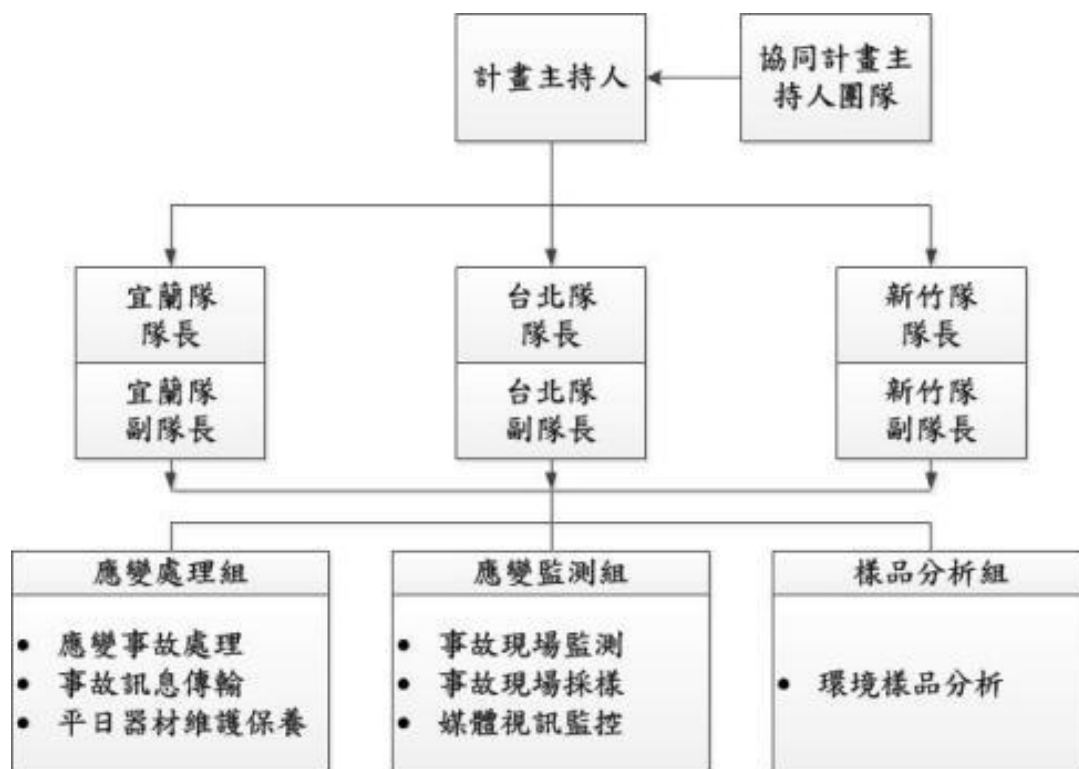 計畫主持人
協同計畫主
持人團隊
宜蘭隊
隊長
台北隊
隊長
新竹隊
隊長
宜蘭隊
副隊長
台北隊
副隊長
新竹隊
副隊長
應變處理組
• 應變事故處理
• 事故訊息傳輸
• 平日器材維護保養
應變監測組
• 事故現場監測
• 事故現場採樣
• 媒體視訊監控
樣品分析組
• 環境樣品分析